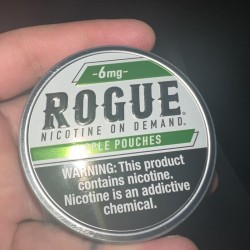 -6mg-
ROGUE
NICOTINE ON DEMAND.
POUCHES
WARNING: This product
contains nicotine.
Nicotine is an addictive
chemical.